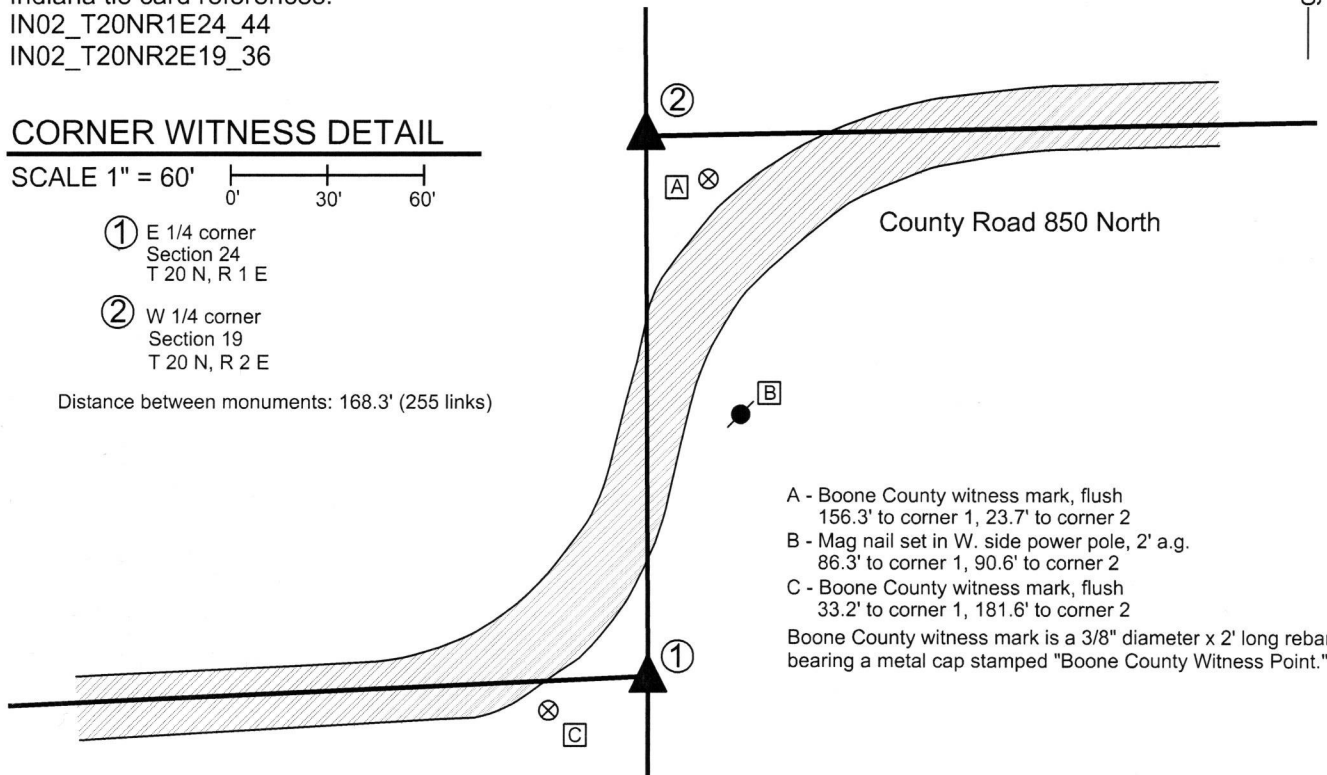 IN02_T20NR1E24_44
IN02_T20NR2E19_36
CORNER WITNESS DETAIL
SCALE 1" = 60'
0' 30' 60'
1 E 1/4 corner
Section 24
T 20 N, R 1 E
2 W 1/4 corner
Section 19
T 20 N, R 2 E
Distance between monuments: 168.3' (255 links)
2
A
County Road 850 North
B
A - Boone County witness mark, flush
156.3' to corner 1, 23.7' to corner 2
B - Mag nail set in W. side power pole, 2' a.g.
86.3' to corner 1, 90.6' to corner 2
C - Boone County witness mark, flush
33.2' to corner 1, 181.6' to corner 2
Boone County witness mark is a 3/8" diameter x 2' long rebar
bearing a metal cap stamped "Boone County Witness Point."
1
C